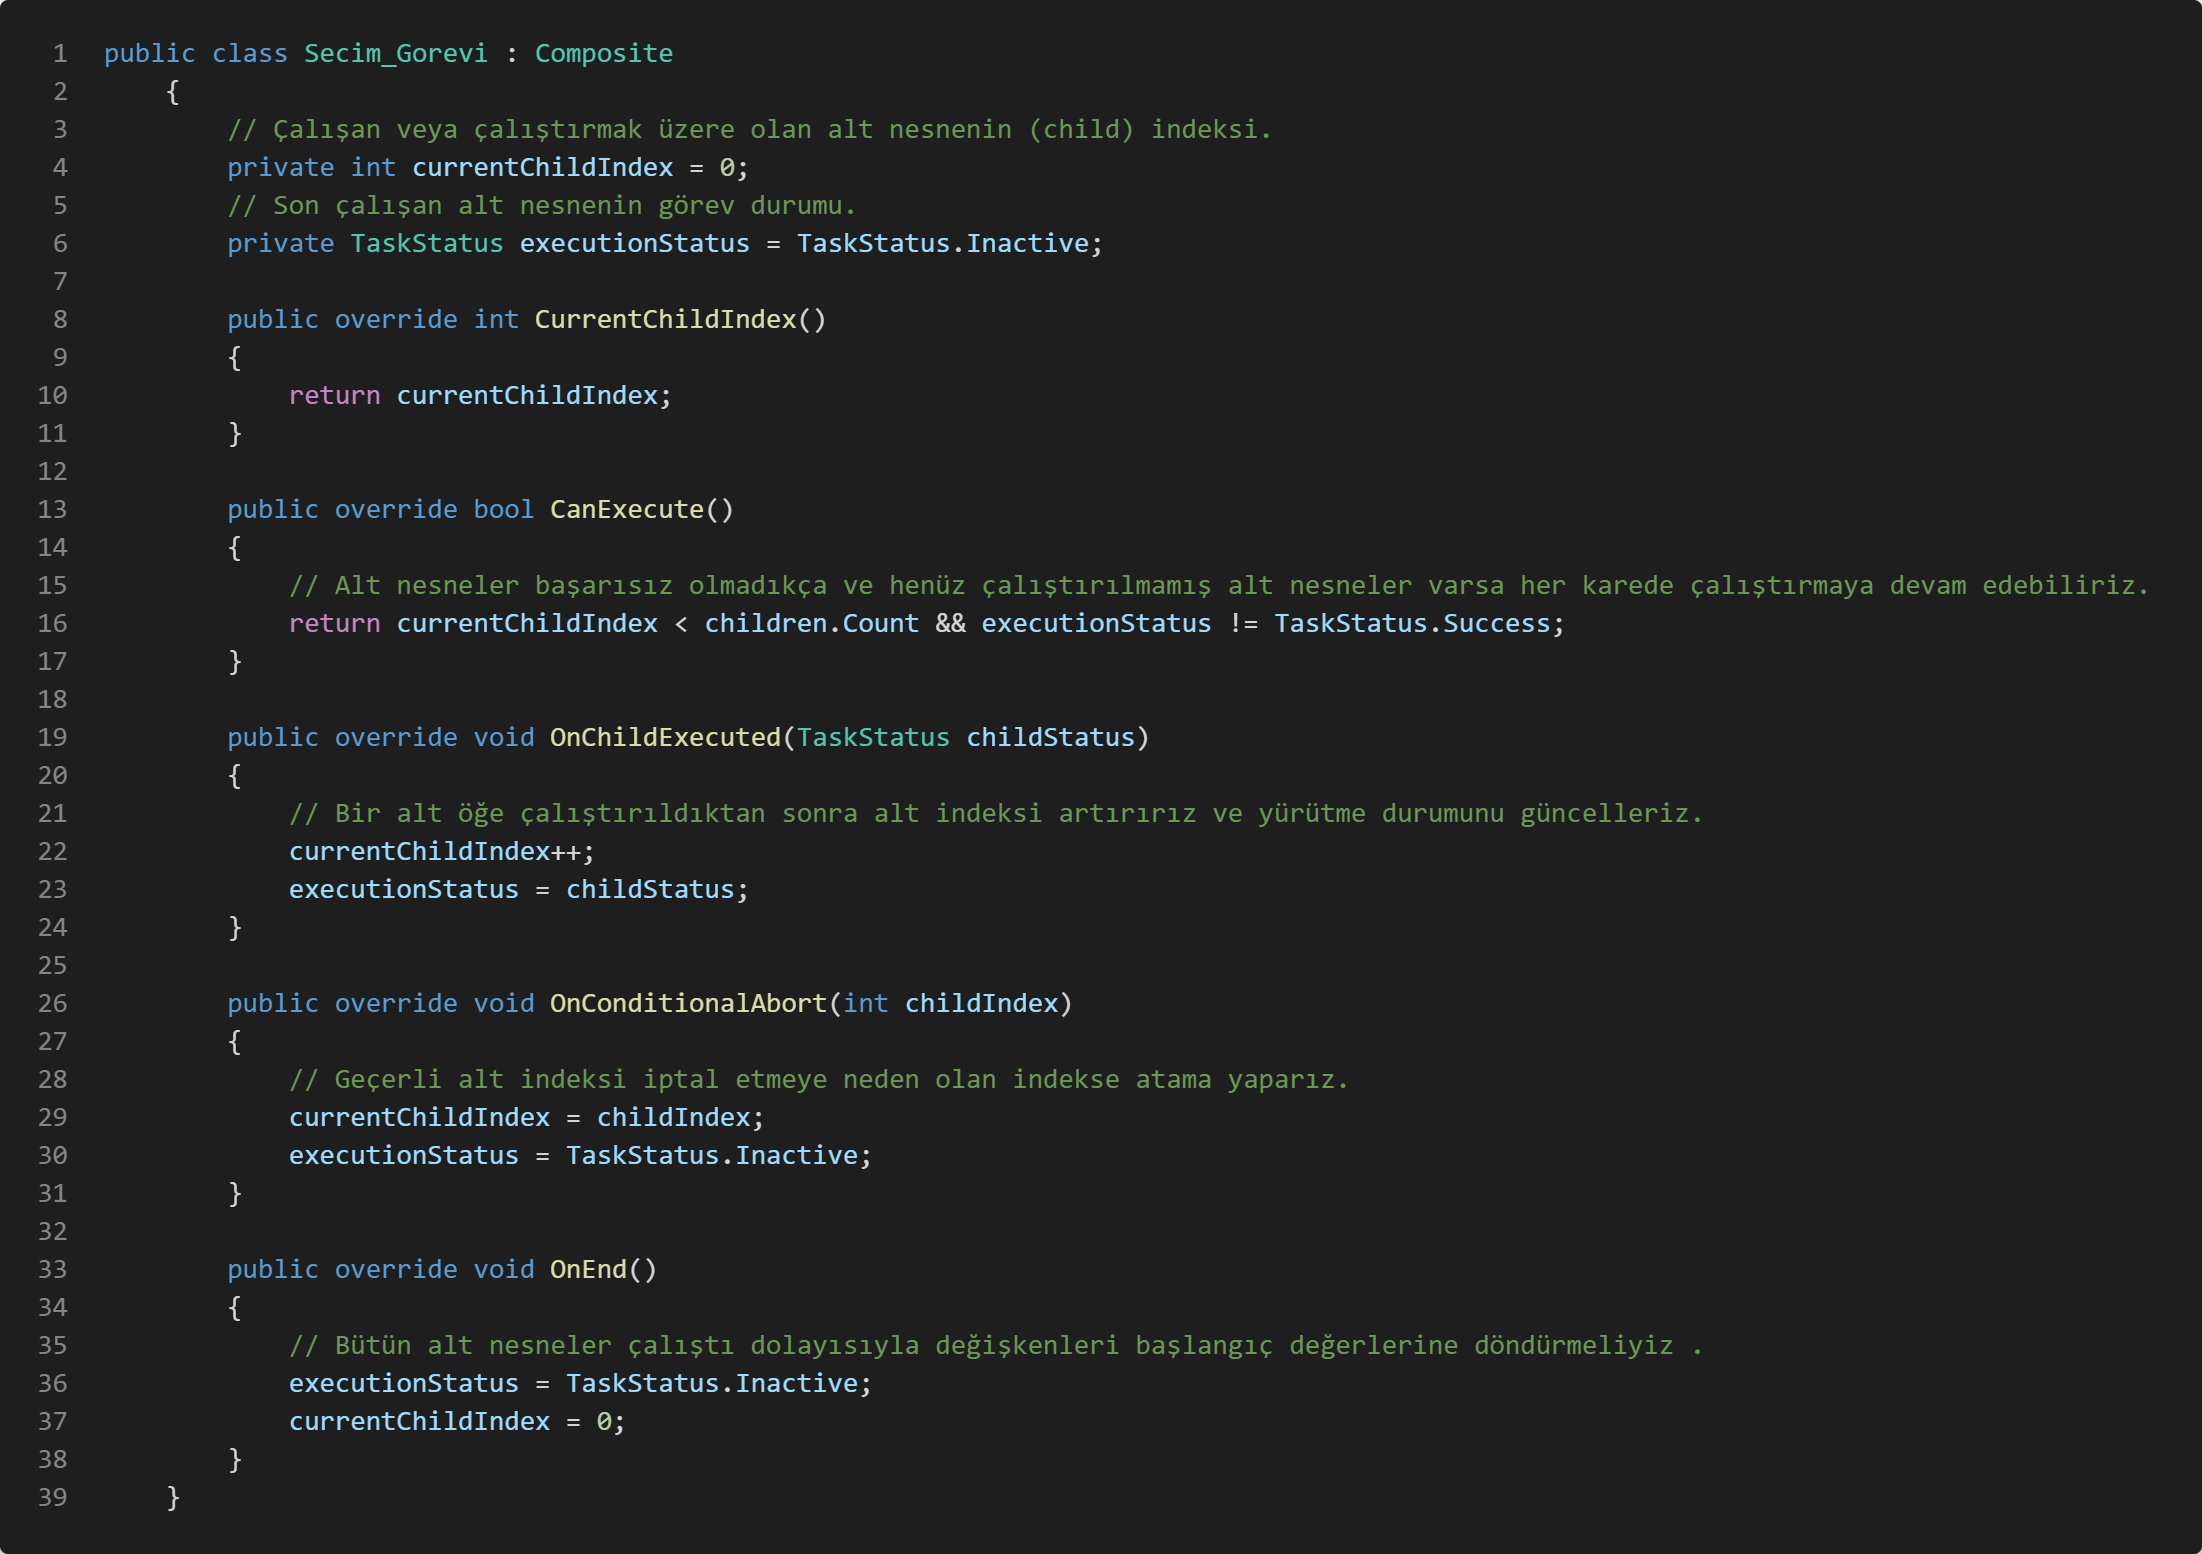 1 public class Secim_Gorevi : Composite
2 {
3 // Çalışan veya çalıştırmak üzere olan alt nesnenin (child) indeksi.
4 private int currentChildIndex = 0;
5 // Son çalışan alt nesnenin görev durumu.
6 private TaskStatus executionStatus = TaskStatus.Inactive;
7
8 public override int CurrentChildIndex()
9 {
10 return currentChildIndex;
11 }
12
13 public override bool CanExecute()
14 {
15 // Alt nesneler başarısız olmadıkça ve henüz çalıştırılmamış alt nesneler varsa her karede çalıştırmaya devam edebiliriz.
16 return currentChildIndex < children.Count && executionStatus != TaskStatus.Success;
17 }
18
19 public override void OnChildExecuted(TaskStatus childStatus)
20 {
21 // Bir alt öğe çalıştırıldıktan sonra alt indeksi artırırız ve yürütme durumunu güncelleriz.
22 currentChildIndex++;
23 executionStatus = childStatus;
24 }
25
26 public override void OnConditionalAbort(int childIndex)
27 {
28 // Geçerli alt indeksi iptal etmeye neden olan indekse atama yaparız.
29 currentChildIndex = childIndex;
30 executionStatus = TaskStatus.Inactive;
31 }
32
33 public override void OnEnd()
34 {
35 // Bütün alt nesneler çalıştı dolayısıyla değişkenleri başlangıç değerlerine döndürmeliyiz .
36 executionStatus = TaskStatus.Inactive;
37 currentChildIndex = 0;
38 }
39 }